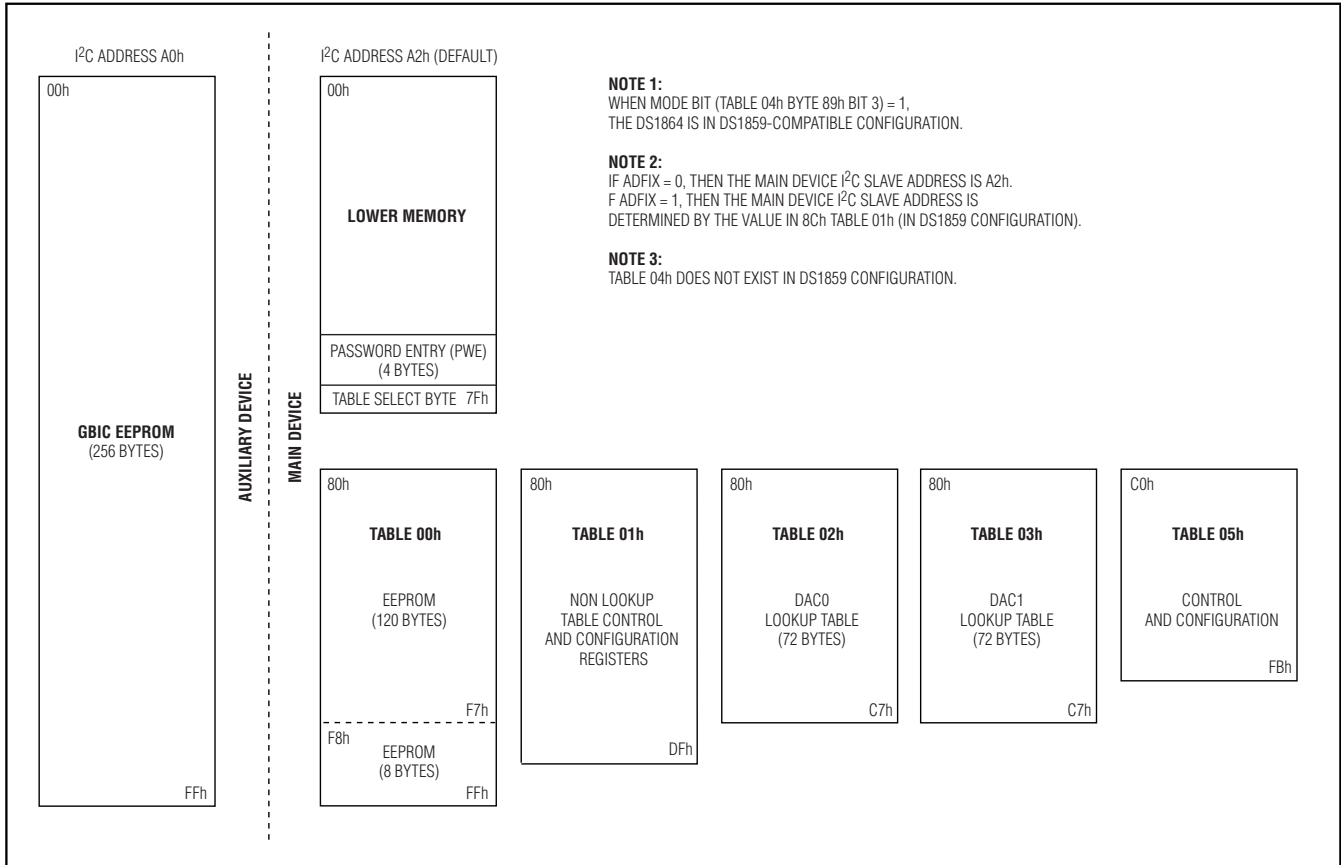 I2C ADDRESS A0h
00h
GBIC EEPROM
(256 BYTES)
FFh
AUXILIARY DEVICE
MAIN DEVICE
I2C ADDRESS A2h (DEFAULT)
00h
LOWER MEMORY
PASSWORD ENTRY (PWE)
(4 BYTES)
TABLE SELECT BYTE 7Fh
NOTE 1:
WHEN MODE BIT (TABLE 04h BYTE 89h BIT 3) = 1,
THE DS1864 IS IN DS1859-COMPATIBLE CONFIGURATION.
NOTE 2:
IF ADFIX = 0, THEN THE MAIN DEVICE I2C SLAVE ADDRESS IS A2h.
F ADFIX = 1, THEN THE MAIN DEVICE I2C SLAVE ADDRESS IS
DETERMINED BY THE VALUE IN 8Ch TABLE 01h (IN DS1859 CONFIGURATION).
NOTE 3:
TABLE 04h DOES NOT EXIST IN DS1859 CONFIGURATION.
80h
TABLE 00h
EEPROM
(120 BYTES)
F7h
F8h
EEPROM
(8 BYTES)
FFh
80h
TABLE 01h
NON LOOKUP
TABLE CONTROL
AND CONFIGURATION
REGISTERS
DFh
80h
TABLE 02h
DAC0
LOOKUP TABLE
(72 BYTES)
C7h
80h
TABLE 03h
DAC1
LOOKUP TABLE
(72 BYTES)
C7h
C0h
TABLE 05h
CONTROL
AND CONFIGURATION
FBh